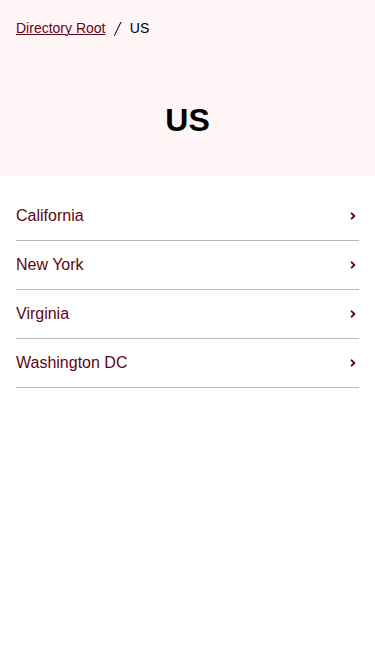 Directory Root / US
US
California
New York
Virginia
Washington DC